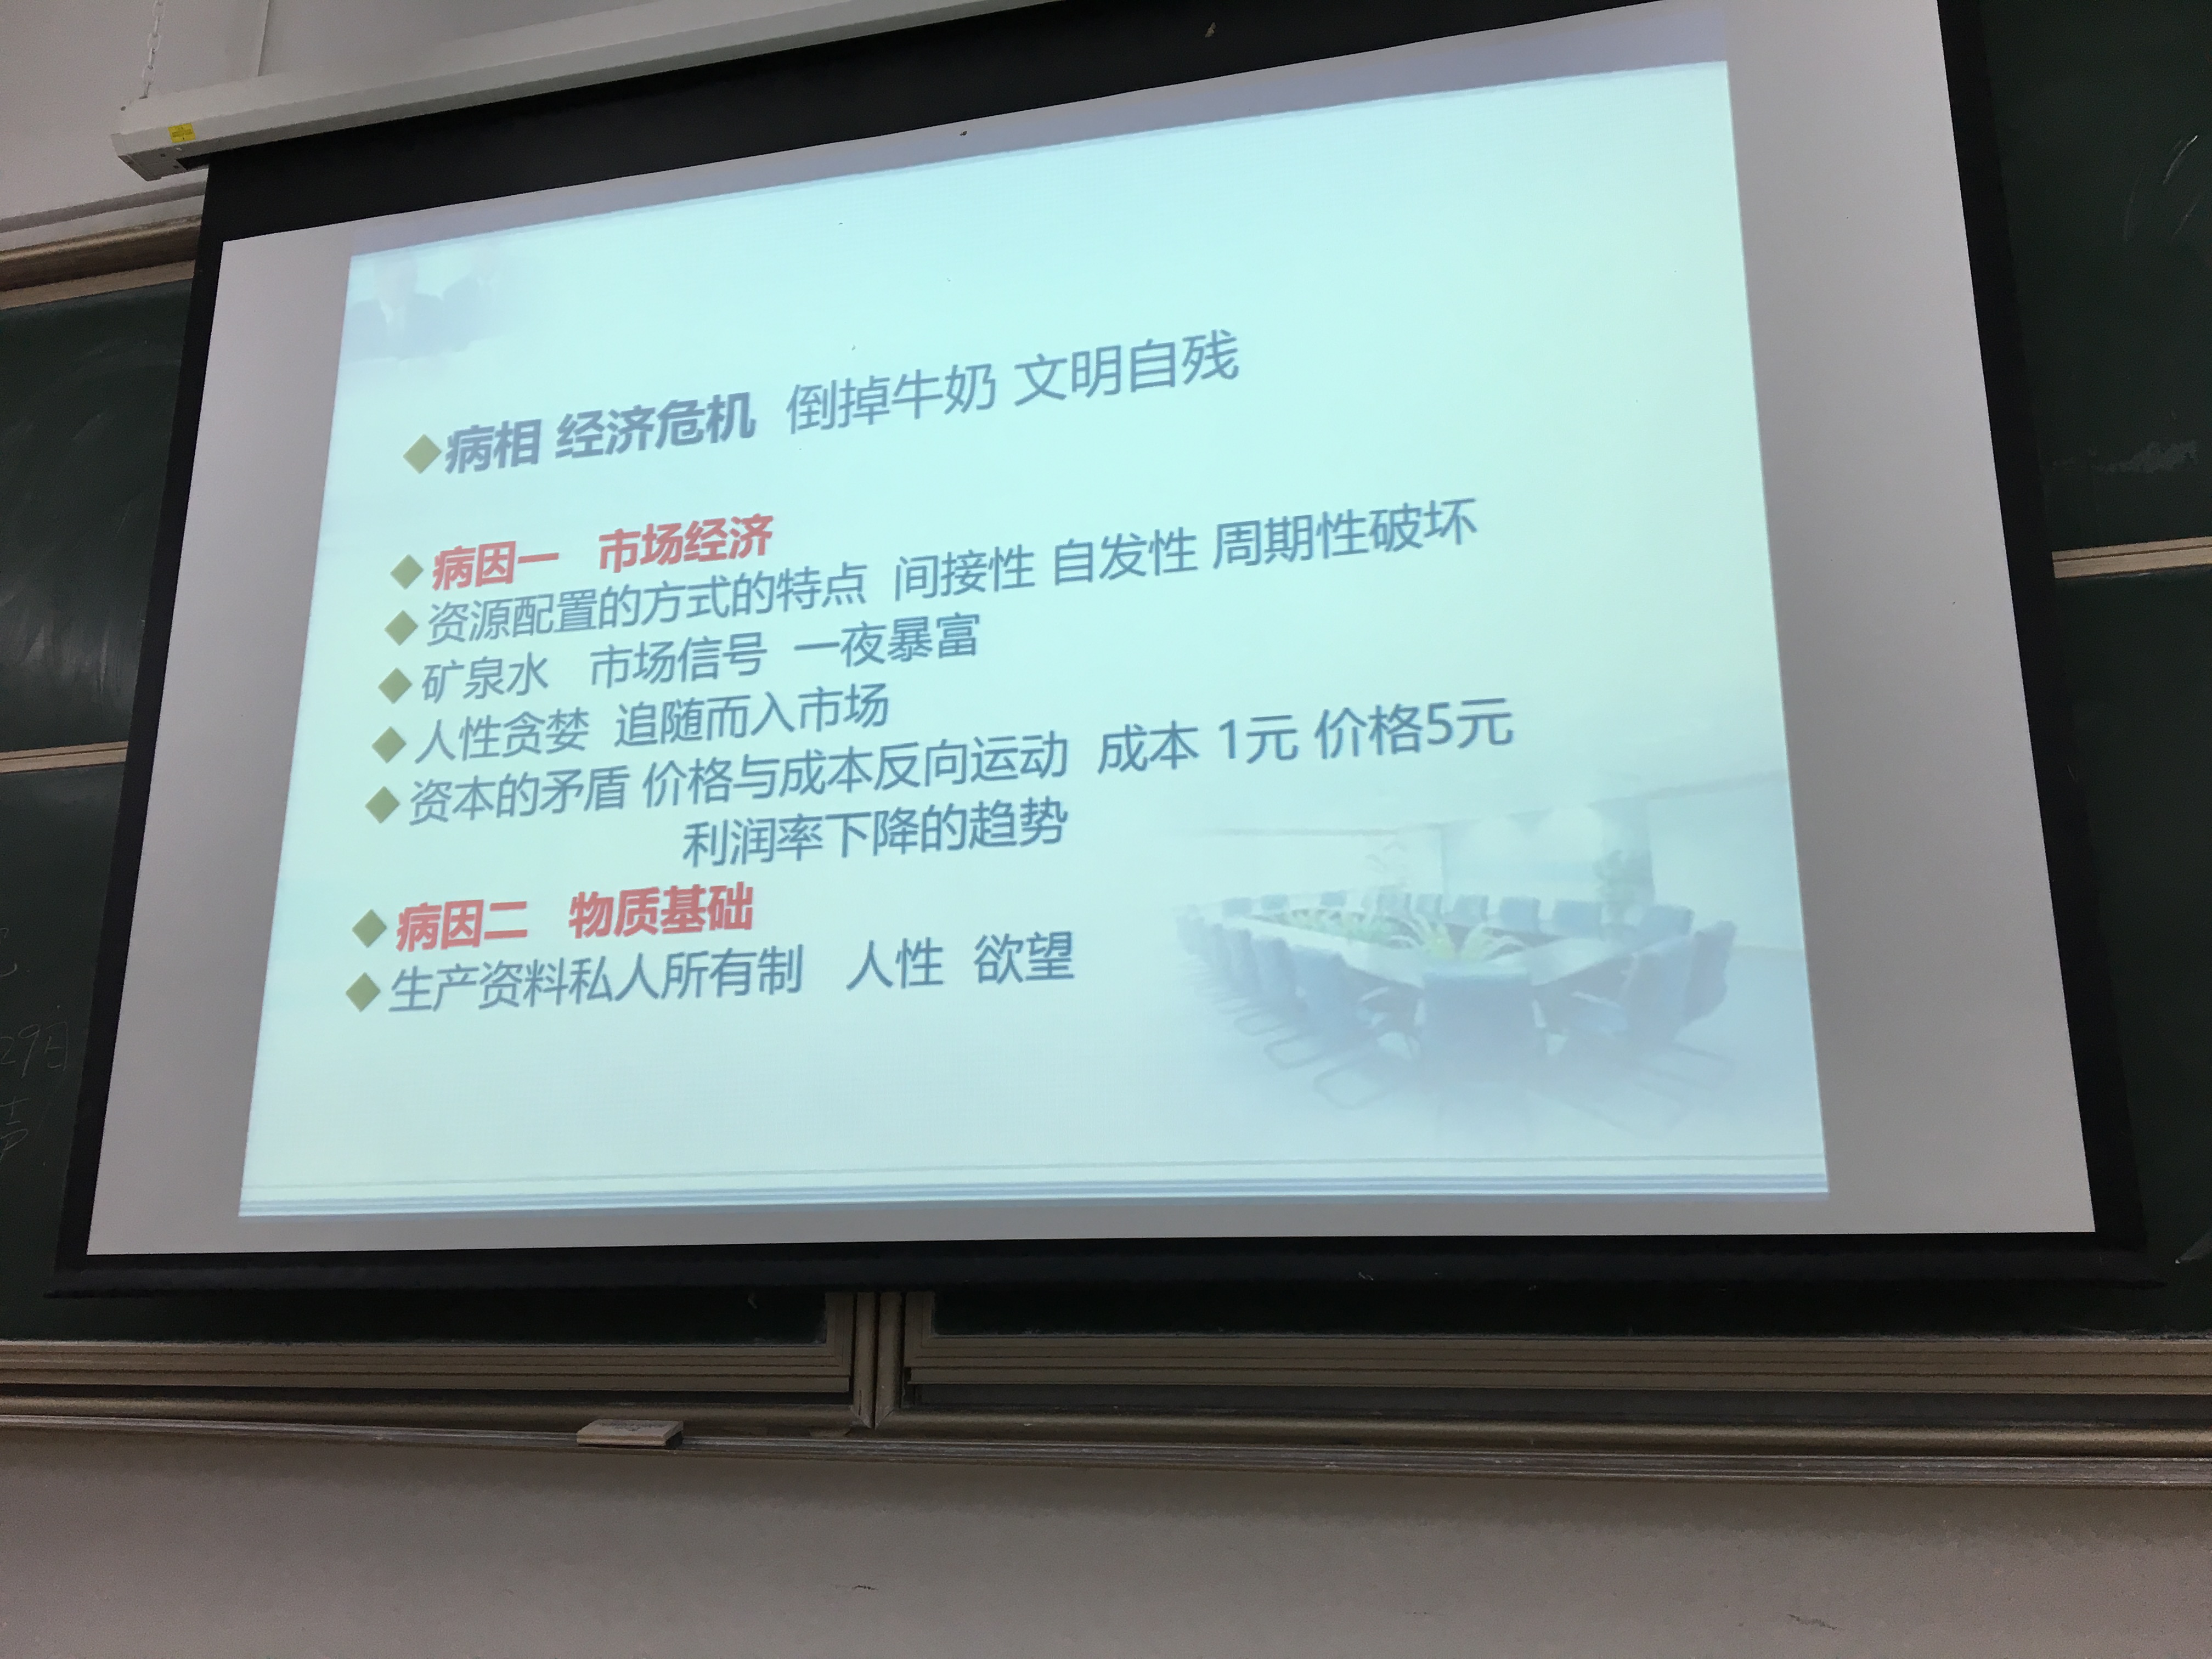 病相 经济危机 倒掉牛奶 文明自残
病因一 市场经济
资源配置的方式的特点 间接性 自发性 周期性破坏
矿泉水 市场信号 一夜暴富
人性贪婪 追随而入市场
资本的矛盾 价格与成本反向运动 成本 1元 价格5元
利润率下降的趋势
病因二 物质基础
生产资料私人所有制 人性 欲望
29日